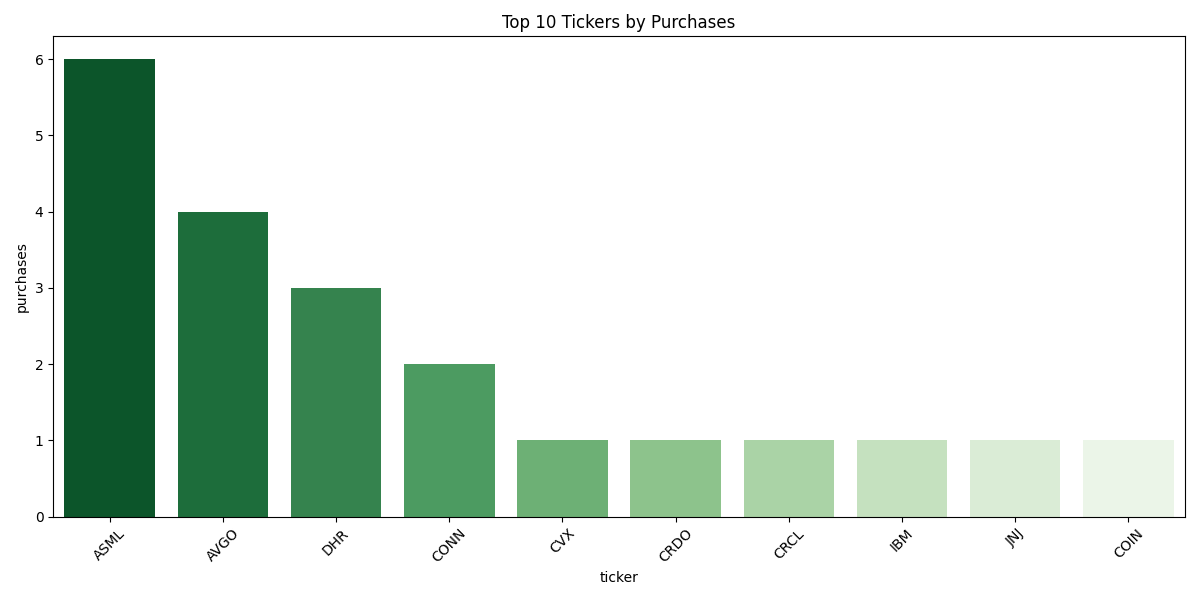 Top 10 Tickers by Purchases
purchases
6
5
4
3
2
1
0
ASML
AVGO
DHR
CONN
CVX
CRDO
CRCL
IBM
JNJ
COIN
ticker